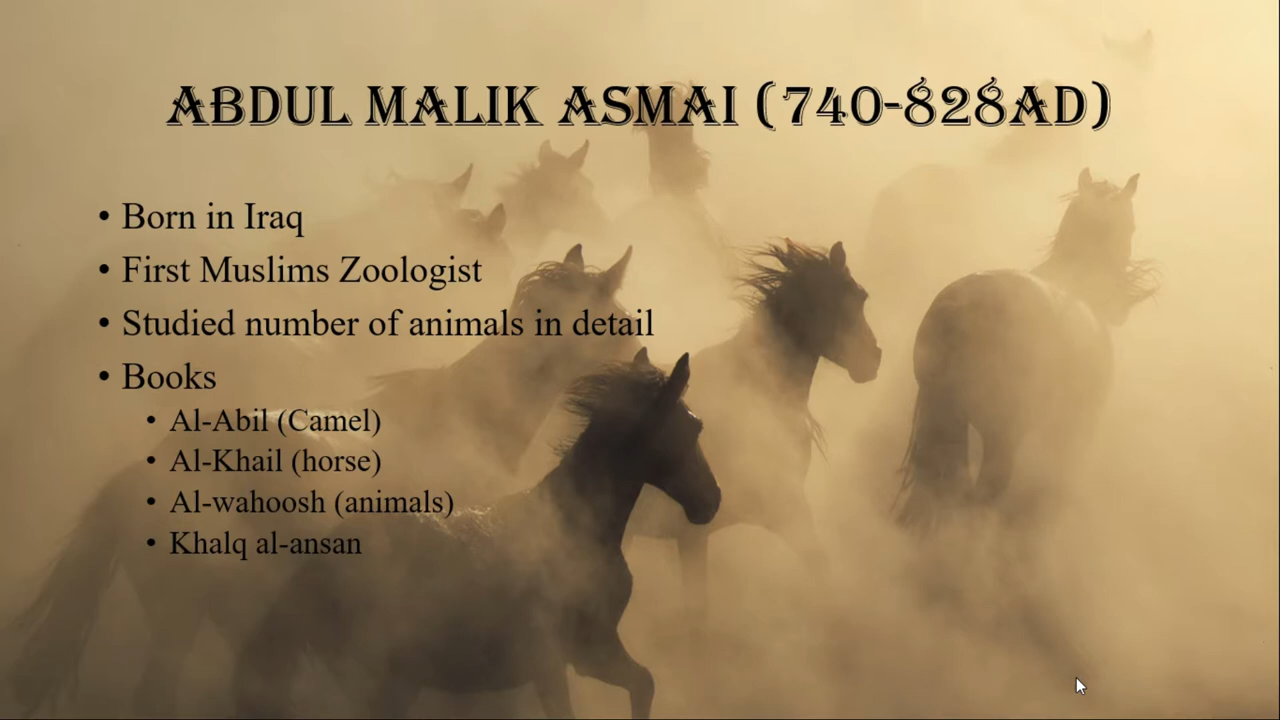 ABDUL MALIK ASMAI (740-828AD)
• Born in Iraq
• First Muslims Zoologist
• Studied number of animals in detail
• Books
• Al-Abil (Camel)
• Al-Khail (horse)
• Al-wahoosh (animals)
• Khalq al-ansan